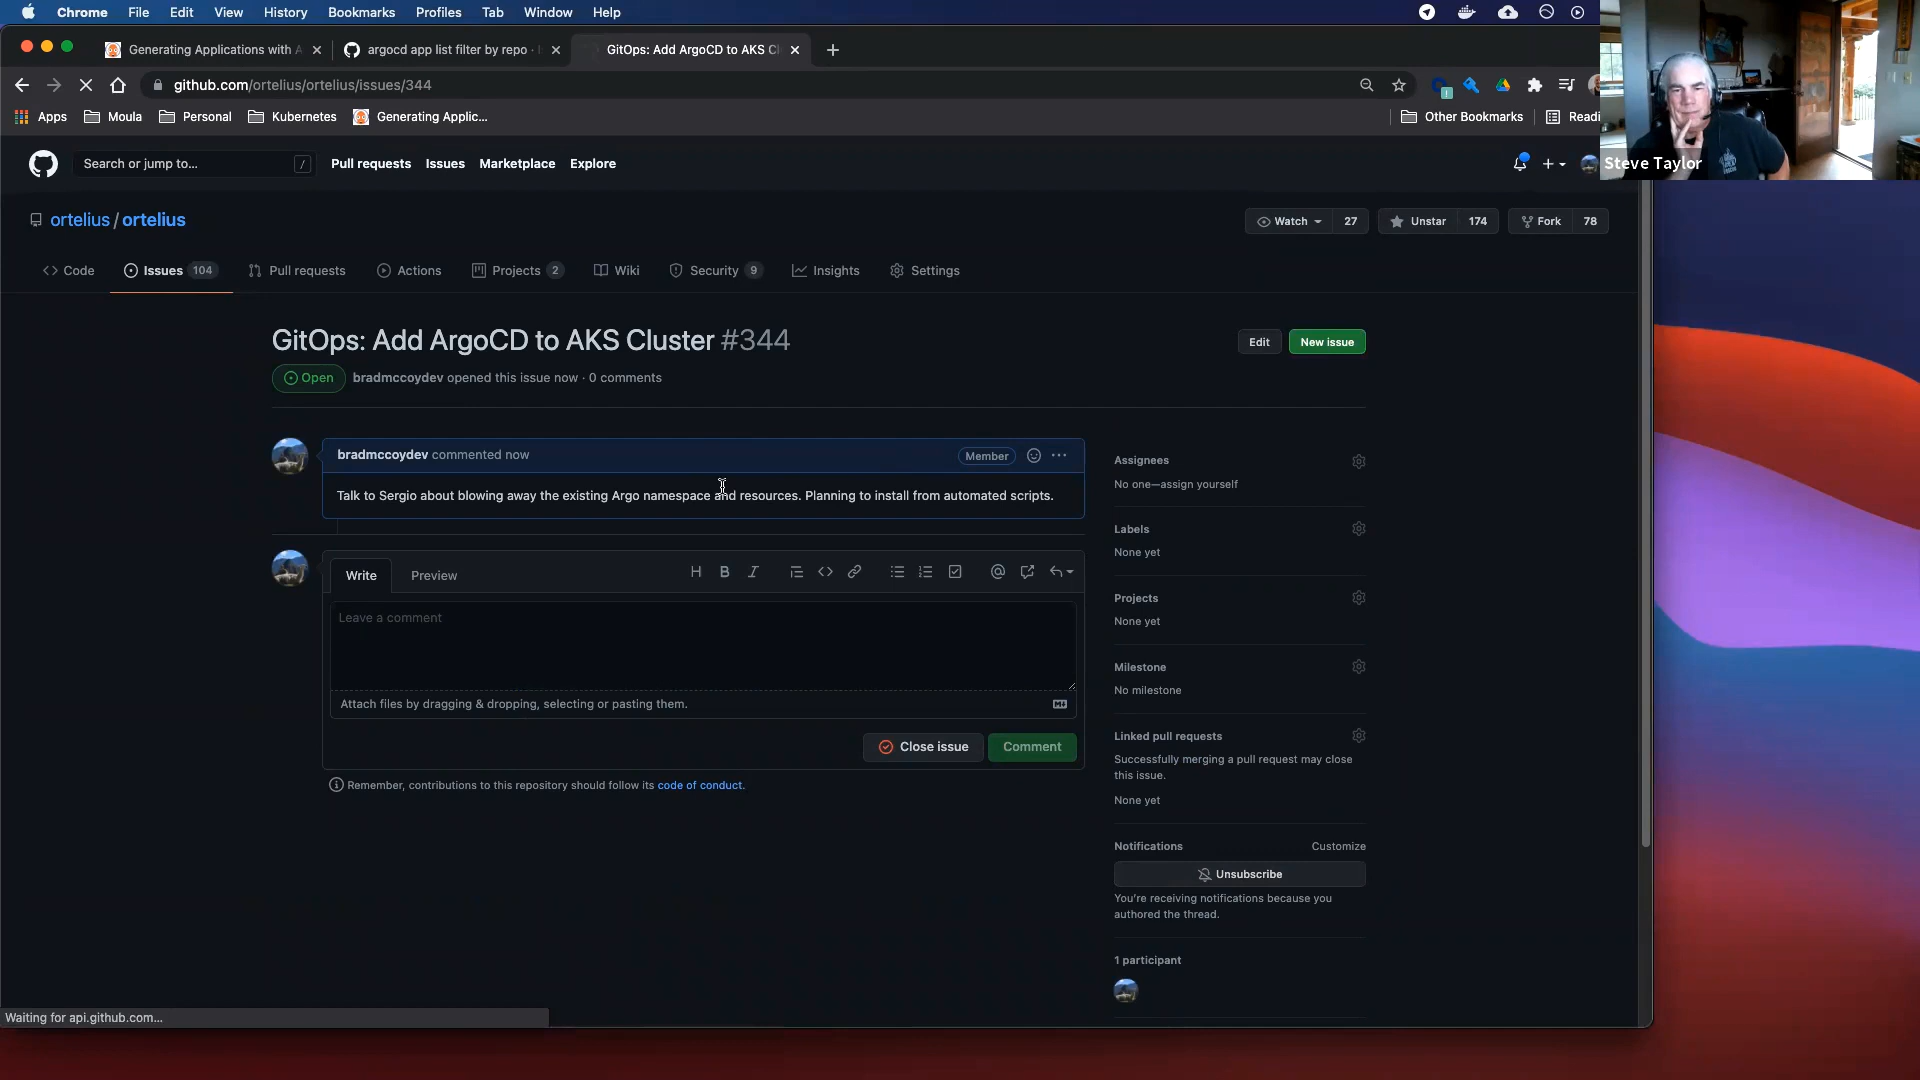 Chrome File Edit View History Bookmarks Profiles Tab Window Help
Generating Applications with A
argocd app list filter by repo ·
GitOps: Add ArgoCD to AKS C
github.com/ortelius/ortelius/issues/344
Apps Moula Personal Kubernetes Generating Applic... Other Bookmarks Readi
Steve Taylor
Search or jump to... / Pull requests Issues Marketplace Explore
ortelius / ortelius
Watch 27 Unstar 174 Fork 78
Code Issues 104 Pull requests Actions Projects 2 Wiki Security 9 Insights Settings
GitOps: Add ArgoCD to AKS Cluster #344
Edit New issue
Open bradmccoydev opened this issue now · 0 comments
bradmccoydev commented now Member
Talk to Sergio about blowing away the existing Argo namespace and resources. Planning to install from automated scripts.
Write Preview
H B I
Leave a comment
Attach files by dragging & dropping, selecting or pasting them.
Close issue Comment
Remember, contributions to this repository should follow its code of conduct.
Assignees
No one—assign yourself
Labels
None yet
Projects
None yet
Milestone
No milestone
Linked pull requests
Successfully merging a pull request may close
this issue.
None yet
Notifications Customize
Unsubscribe
You're receiving notifications because you
authored the thread.
1 participant
Waiting for api.github.com...